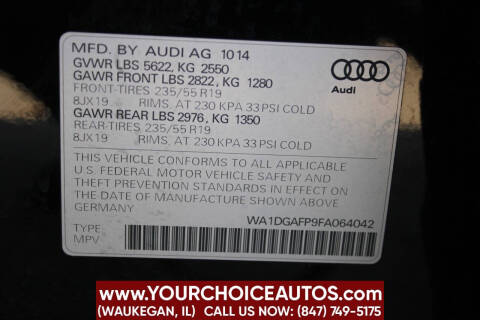 MFD. BY AUDI AG 10 14
GVWR LBS 5622, KG 2550
GAWR FRONT LBS 2822, KG 1280
FRONT-TIRES 235/55 R19
8JX19 RIMS, AT 230 KPA 33 PSI COLD
GAWR REAR LBS 2976, KG 1350
REAR-TIRES 235/55 R19
8JX19 RIMS, AT 230 KPA 33 PSI COLD
Audi
THIS VEHICLE CONFORMS TO ALL APPLICABLE
U.S. FEDERAL MOTOR VEHICLE SAFETY AND
THEFT PREVENTION STANDARDS IN EFFECT ON
THE DATE OF MANUFACTURE SHOWN ABOVE
GERMANY
WA1DGAFP9FA064042
TYPE
MPV
www.YOURCHOICEAUTOS.com
(WAUKEGAN, IL) CALL US NOW: (847) 749-5175